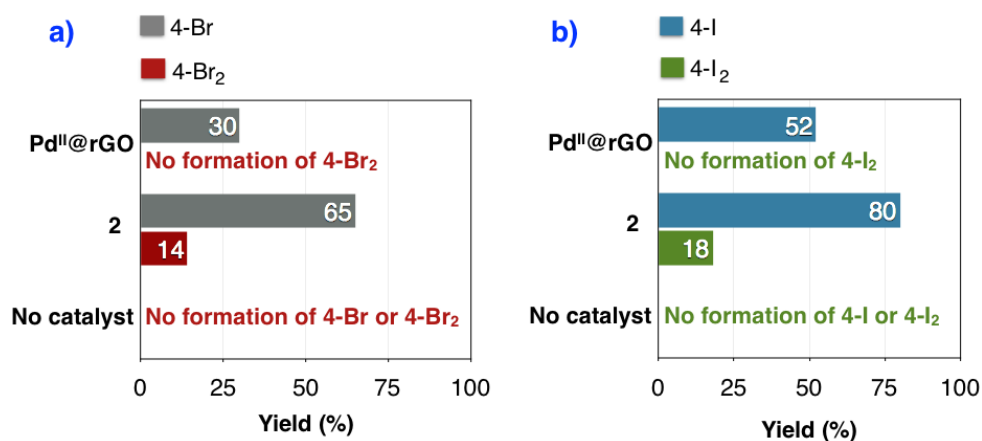 a)
4-Br
4-Br₂
Pdᴵᴵ@rGO
30
No formation of 4-Br₂
2
65
14
No catalyst
No formation of 4-Br or 4-Br₂
0 25 50 75 100
Yield (%)
b)
4-I
4-I₂
Pdᴵᴵ@rGO
52
No formation of 4-I₂
2
80
18
No catalyst
No formation of 4-I or 4-I₂
0 25 50 75 100
Yield (%)